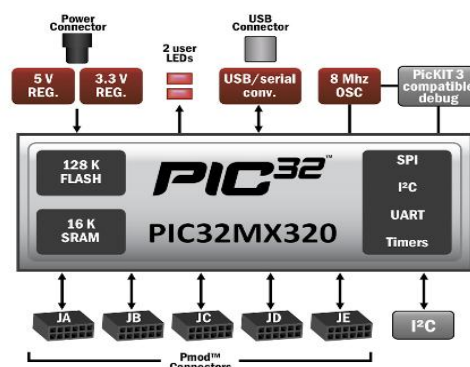 Power
Connector
2 user
LEDs
USB
Connector
5 V
REG.
3.3 V
REG.
USB/serial
conv.
8 Mhz
OSC
PicKIT 3
compatible
debug
128 K
FLASH
16 K
SRAM
PIC32™
PIC32MX320
SPI
I²C
UART
Timers
JA
JB
JC
JD
JE
I²C
Pmod™
Connectors